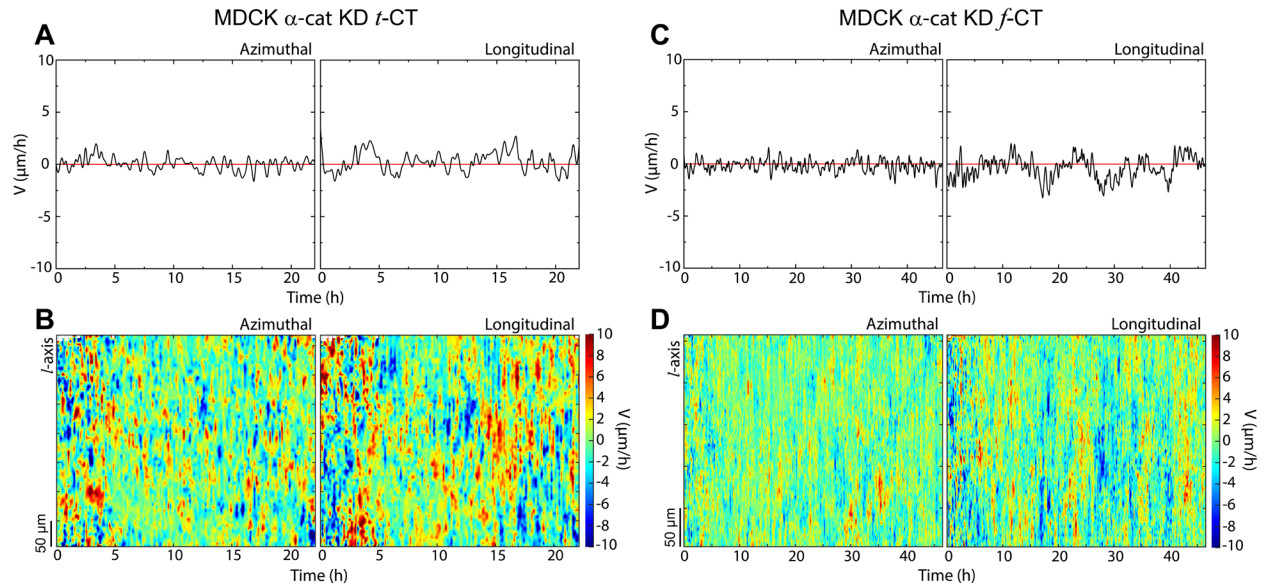 MDCK α-cat KD t-CT
MDCK α-cat KD f-CT
A
Azimuthal
Longitudinal
10
5
0
-5
-10
V (µm/h)
0 5 10 15 20
0 5 10 15 20
Time (h)
C
Azimuthal
Longitudinal
10
5
0
-5
-10
V (µm/h)
0 10 20 30 40
0 10 20 30 40
Time (h)
B
Azimuthal
Longitudinal
l-axis
50 µm
0 5 10 15 20
0 5 10 15 20
Time (h)
10
8
6
4
2
0
-2
-4
-6
-8
-10
V (µm/h)
D
Azimuthal
Longitudinal
l-axis
50 µm
0 10 20 30 40
0 10 20 30 40
Time (h)
10
8
6
4
2
0
-2
-4
-6
-8
-10
V (µm/h)